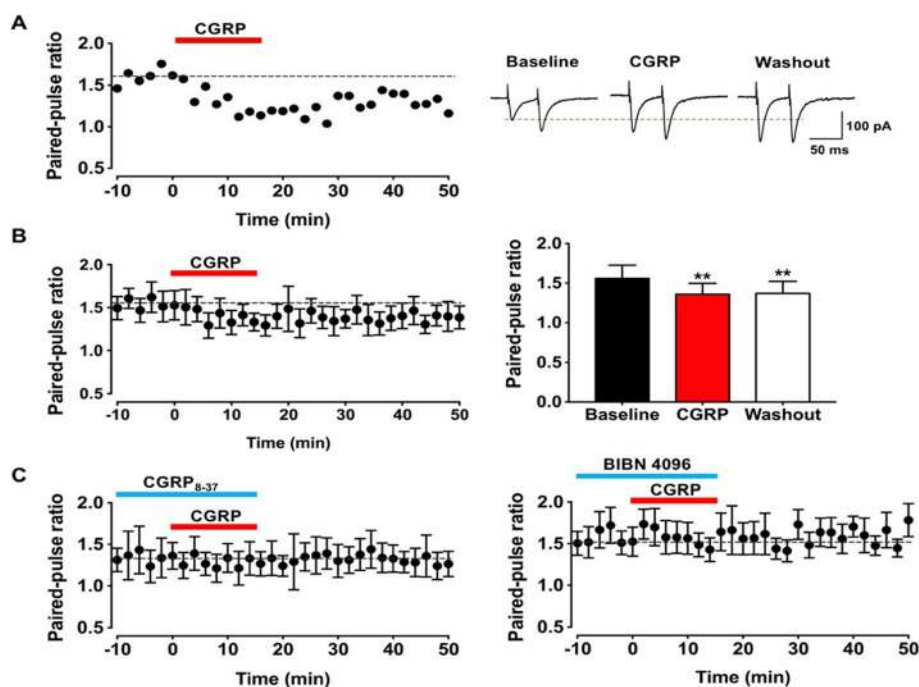 A
CGRP
Paired-pulse ratio
2.0
1.5
1.0
0.5
-10 0 10 20 30 40 50
Time (min)
Baseline CGRP Washout
100 pA
50 ms
B
CGRP
Paired-pulse ratio
2.0
1.5
1.0
0.5
-10 0 10 20 30 40 50
Time (min)
Paired-pulse ratio
2.0
1.5
1.0
0.5
0.0
** **
Baseline CGRP Washout
C
CGRP8-37
CGRP
Paired-pulse ratio
2.0
1.5
1.0
0.5
-10 0 10 20 30 40 50
Time (min)
BIBN 4096
CGRP
Paired-pulse ratio
2.0
1.5
1.0
0.5
-10 0 10 20 30 40 50
Time (min)